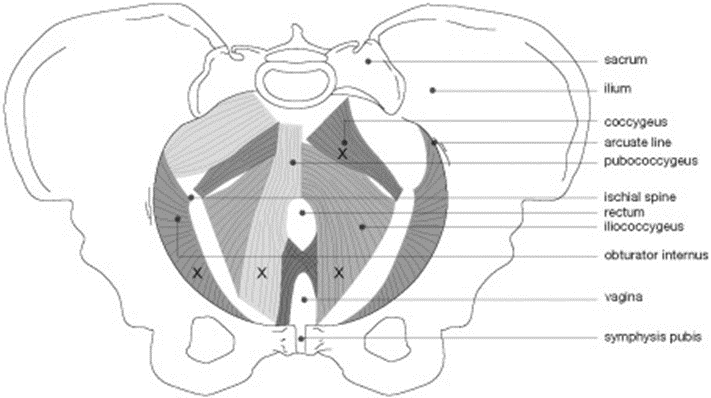 sacrum
ilium
coccygeus
arcuate line
pubococcygeus
ischial spine
rectum
iliococcygeus
obturator internus
vagina
symphysis pubis
X
X
X
X